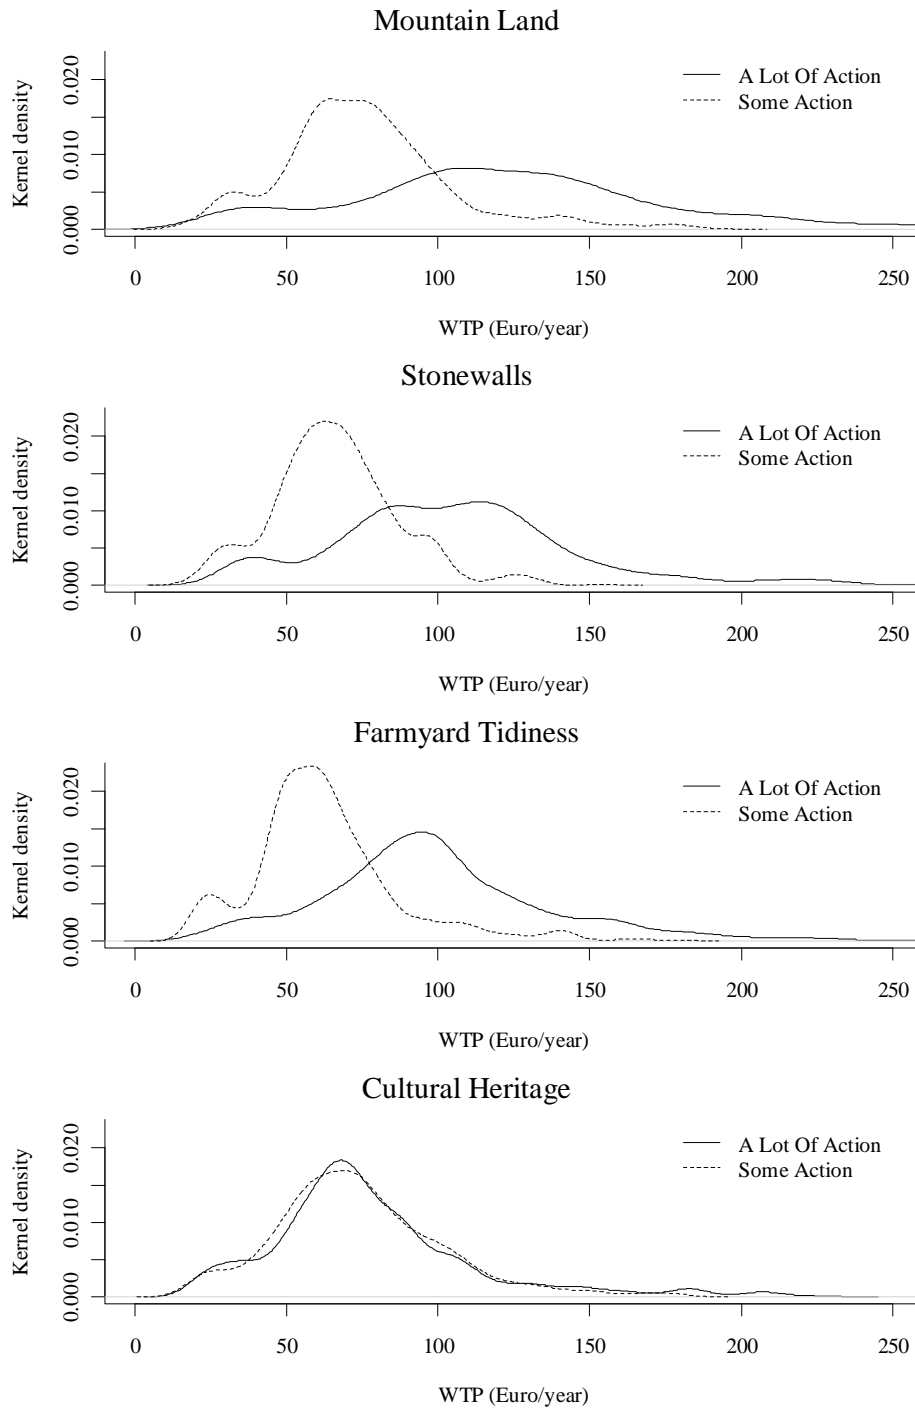 Mountain Land
Kernel density
0.000 0.010 0.020
A Lot Of Action
Some Action
0 50 100 150 200 250
WTP (Euro/year)
Stonewalls
Kernel density
0.000 0.010 0.020
A Lot Of Action
Some Action
0 50 100 150 200 250
WTP (Euro/year)
Farmyard Tidiness
Kernel density
0.000 0.010 0.020
A Lot Of Action
Some Action
0 50 100 150 200 250
WTP (Euro/year)
Cultural Heritage
Kernel density
0.000 0.010 0.020
A Lot Of Action
Some Action
0 50 100 150 200 250
WTP (Euro/year)